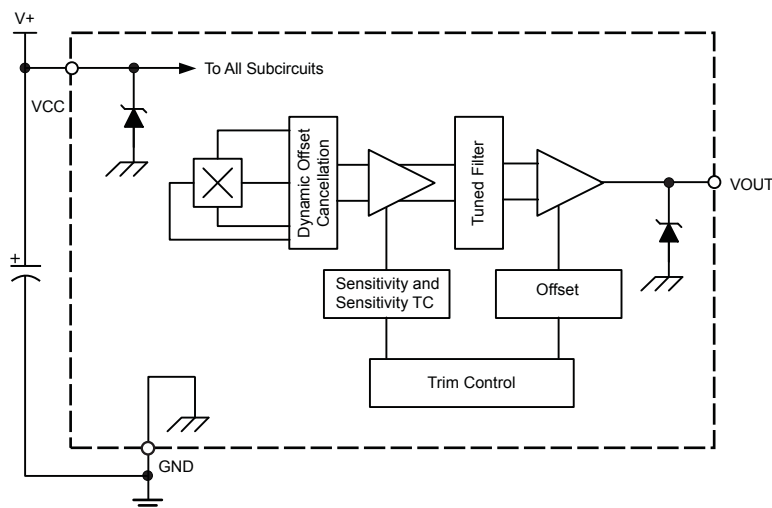 V+
To All Subcircuits
VCC
Dynamic Offset
Cancellation
Tuned Filter
VOUT
+
Sensitivity and
Sensitivity TC
Offset
Trim Control
GND